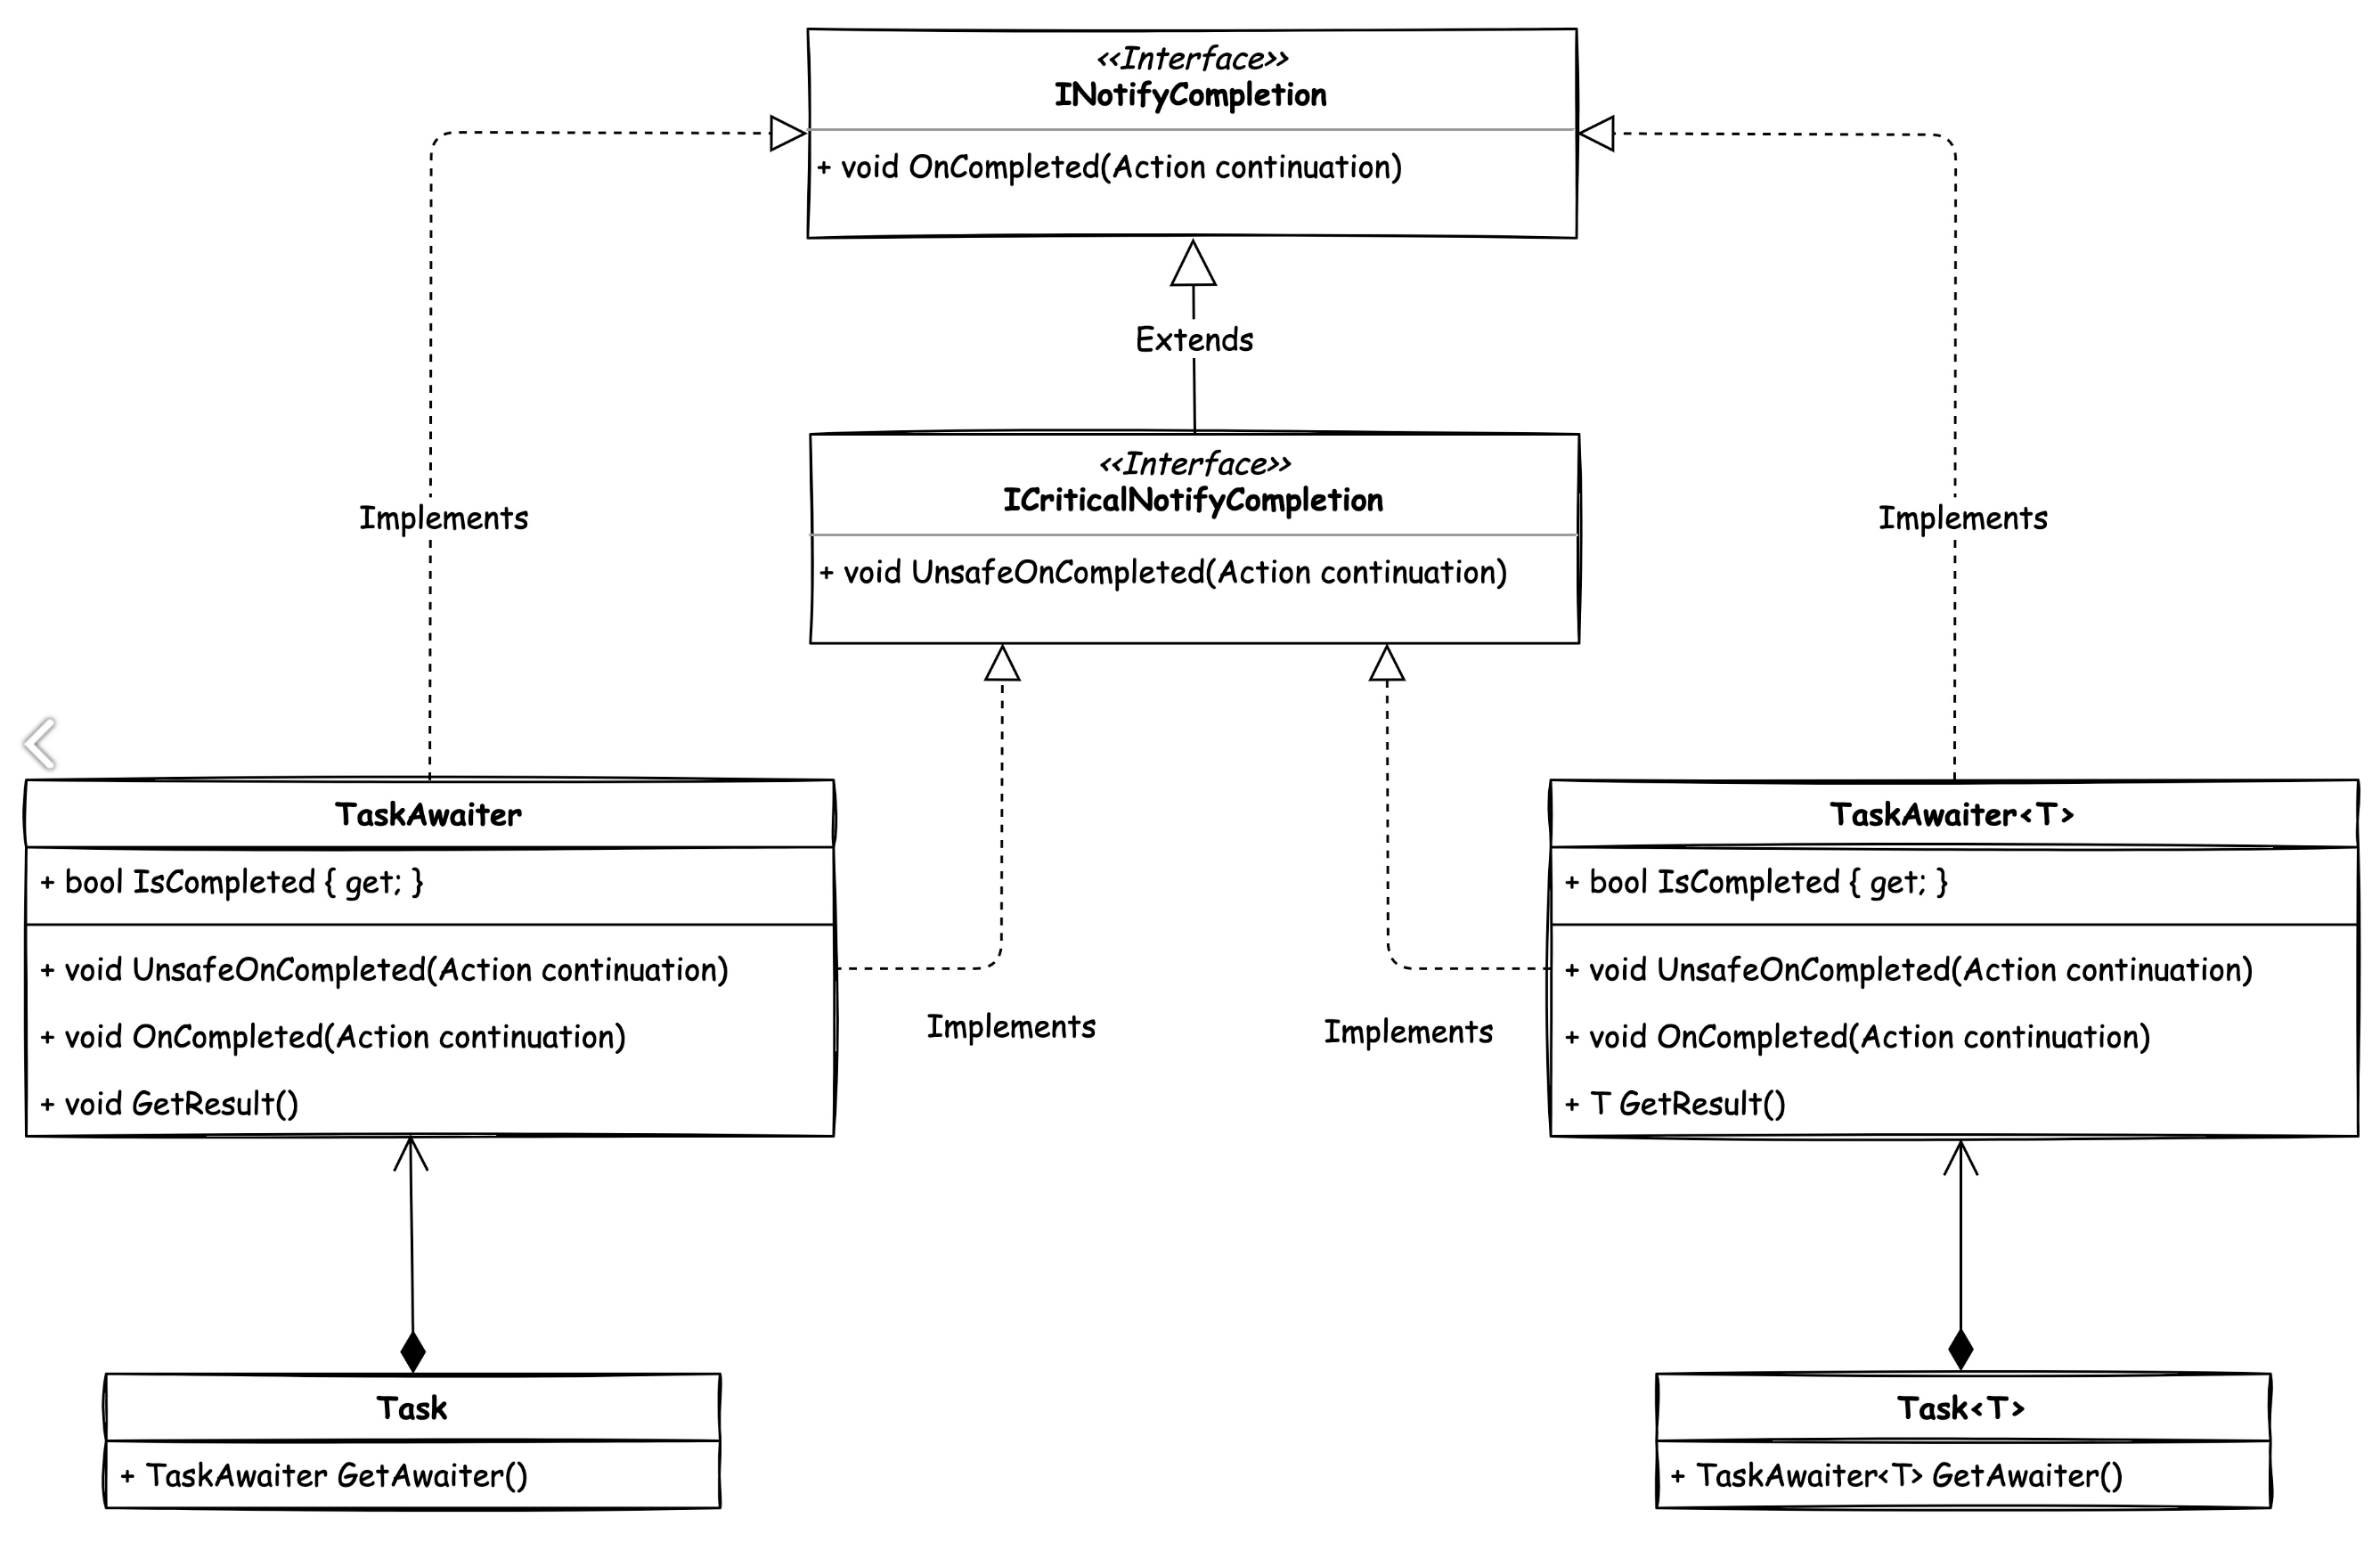 <<Interface>>
INotifyCompletion
+ void OnCompleted(Action continuation)
Extends
<<Interface>>
ICriticalNotifyCompletion
+ void UnsafeOnCompleted(Action continuation)
Implements
Implements
TaskAwaiter
+ bool IsCompleted { get; }
+ void UnsafeOnCompleted(Action continuation)
+ void OnCompleted(Action continuation)
+ void GetResult()
Implements
Implements
TaskAwaiter<T>
+ bool IsCompleted { get; }
+ void UnsafeOnCompleted(Action continuation)
+ void OnCompleted(Action continuation)
+ T GetResult()
Task
+ TaskAwaiter GetAwaiter()
Task<T>
+ TaskAwaiter<T> GetAwaiter()